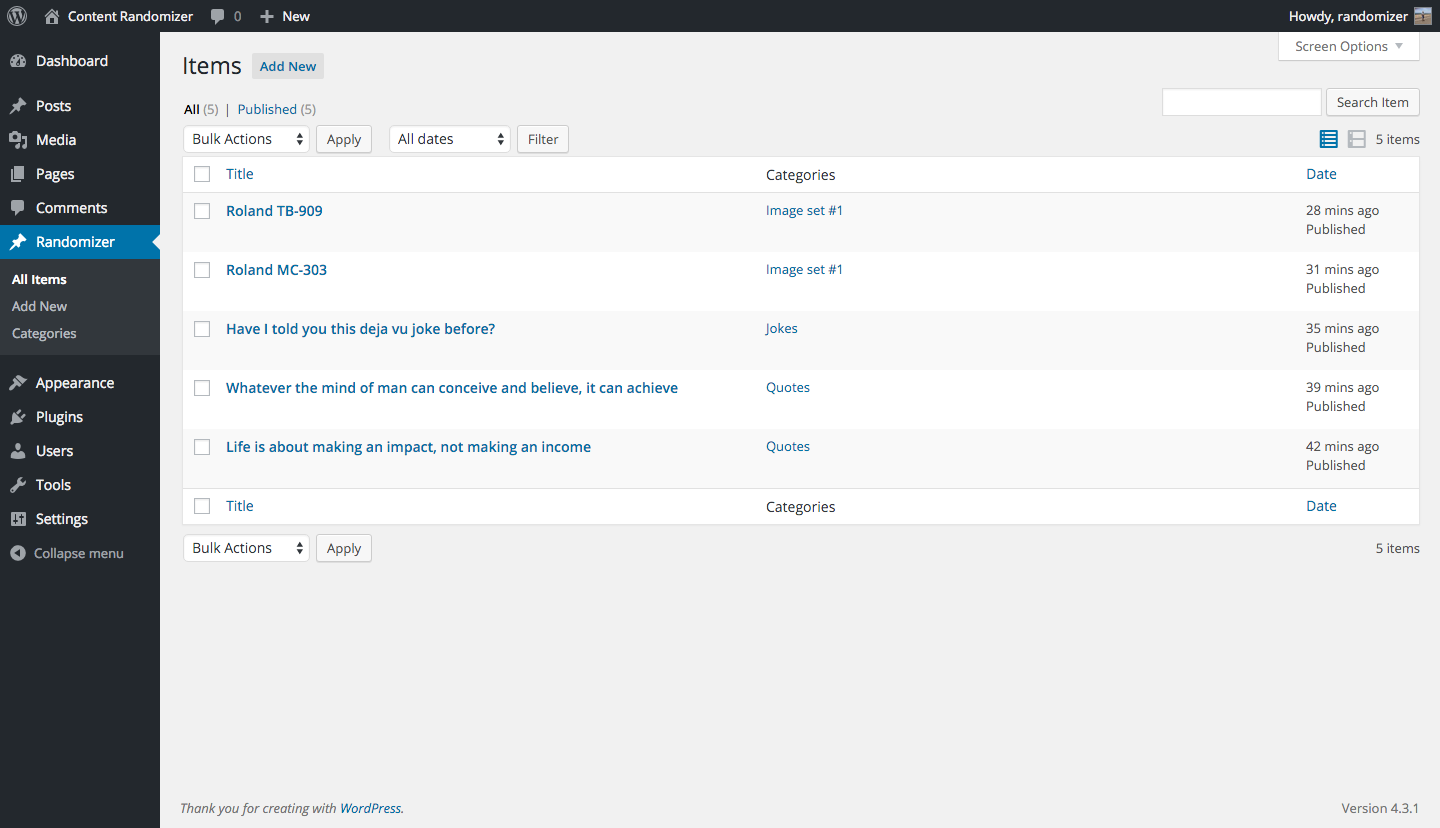 Content Randomizer 0 New Howdy, randomizer
Dashboard
Posts
Media
Pages
Comments
Randomizer
All Items
Add New
Categories
Appearance
Plugins
Users
Tools
Settings
Collapse menu
Screen Options
Items Add New
All (5) | Published (5)
Search Item
Bulk Actions Apply All dates Filter 5 items
Title Categories Date
Roland TB-909 Image set #1 28 mins ago
Published
Roland MC-303 Image set #1 31 mins ago
Published
Have I told you this deja vu joke before? Jokes 35 mins ago
Published
Whatever the mind of man can conceive and believe, it can achieve Quotes 39 mins ago
Published
Life is about making an impact, not making an income Quotes 42 mins ago
Published
Title Categories Date
Bulk Actions Apply 5 items
Thank you for creating with WordPress. Version 4.3.1